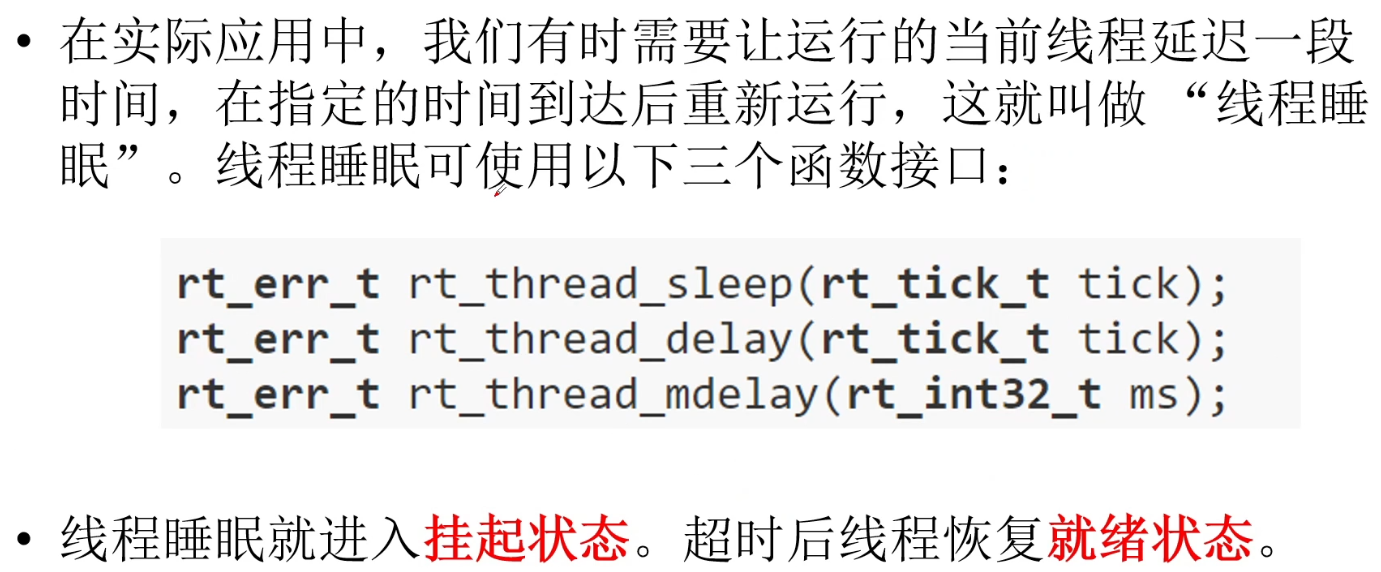 • 在实际应用中，我们有时需要让运行的当前线程延迟一段
时间，在指定的时间到达后重新运行，这就叫做 “线程睡
眠”。线程睡眠可使用以下三个函数接口：
rt_err_t rt_thread_sleep(rt_tick_t tick);
rt_err_t rt_thread_delay(rt_tick_t tick);
rt_err_t rt_thread_mdelay(rt_int32_t ms);
• 线程睡眠就进入挂起状态。超时后线程恢复就绪状态。